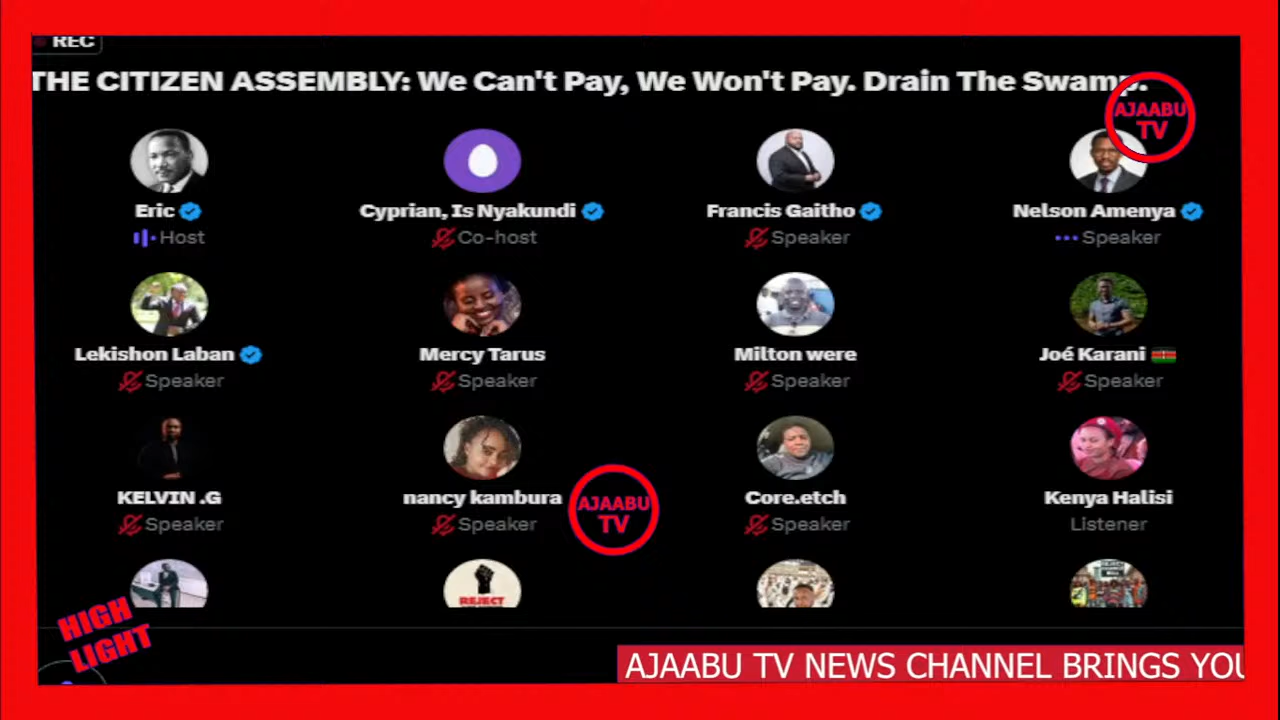 REC
THE CITIZEN ASSEMBLY: We Can't Pay, We Won't Pay. Drain The Swamp.
AJAABU
TV
Eric
Cyprian, Is Nyakundi
Francis Gaitho
Nelson Amenya
Host
Co-host
Speaker
Speaker
Lekishon Laban
Mercy Tarus
Milton were
Joé Karani
Speaker
Speaker
Speaker
Speaker
KELVIN .G
nancy kambura
Core.etch
Kenya Halisi
Speaker
Speaker
Speaker
Listener
AJAABU
TV
REJECT
REJECT
HIGH
LIGHT
AJAABU TV NEWS CHANNEL BRINGS YOU